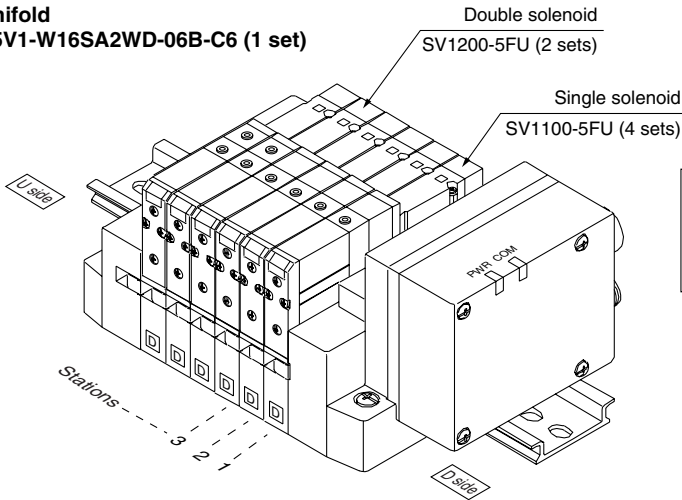 Double solenoid
SV1200-5FU (2 sets)
V1-W16SA2WD-06B-C6 (1 set)
Single solenoid
SV1100-5FU (4 sets)
U side
PWR COM
D D D D D D
Stations
3
2
1
D side